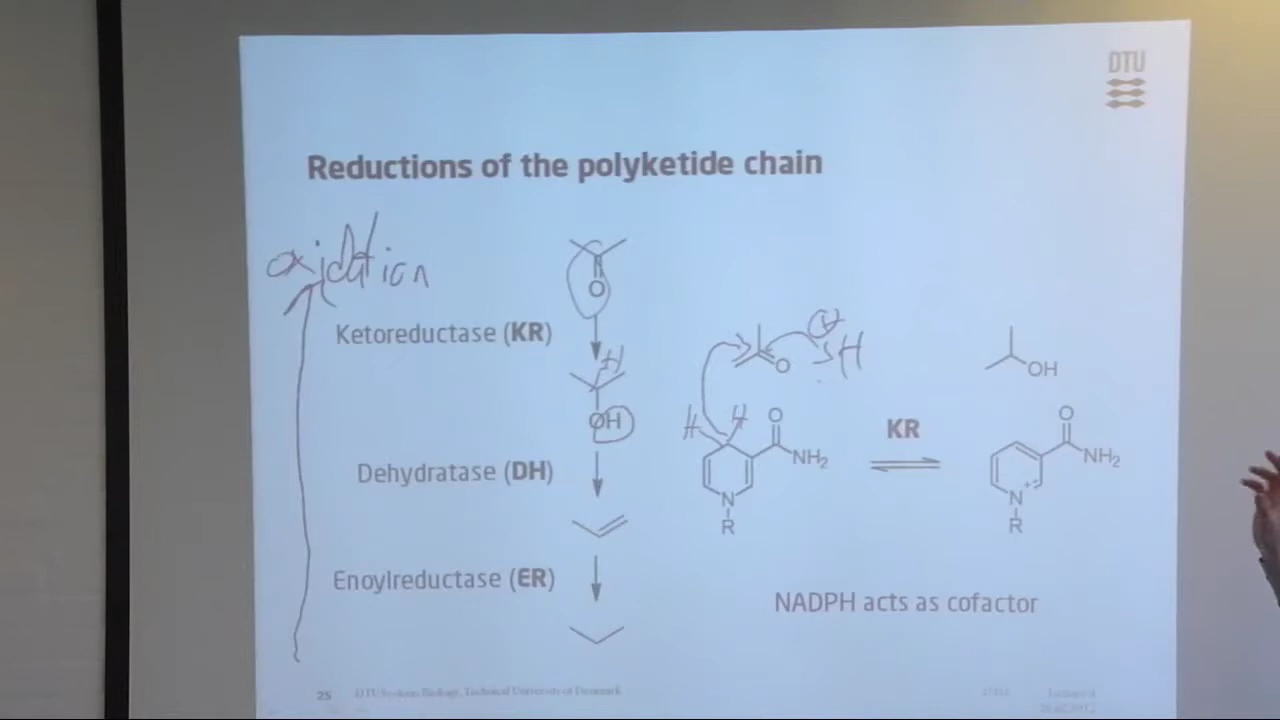 DTU
Reductions of the polyketide chain
oxidation
O
Ketoreductase (KR)
H
H
O
OH
OH
H
H
O
NH2
KR
O
NH2
Dehydratase (DH)
N
R
N
+
R
Enoylreductase (ER)
NADPH acts as cofactor
25 DTU Systems Biology, Technical University of Denmark